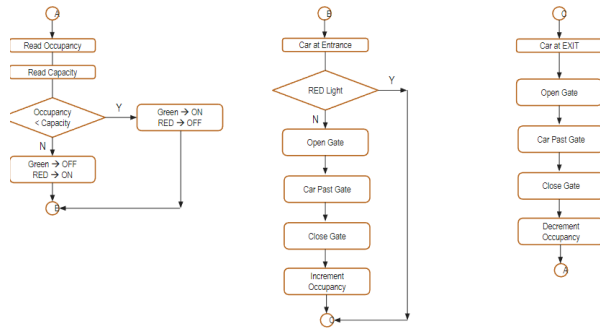 A
Read Occupancy
Read Capacity
Occupancy
< Capacity
Y
Green → ON
RED → OFF
N
Green → OFF
RED → ON
B
B
Car at Entrance
RED Light
Y
N
Open Gate
Car Past Gate
Close Gate
Increment
Occupancy
C
C
Car at EXIT
Open Gate
Car Past Gate
Close Gate
Decrement
Occupancy
A